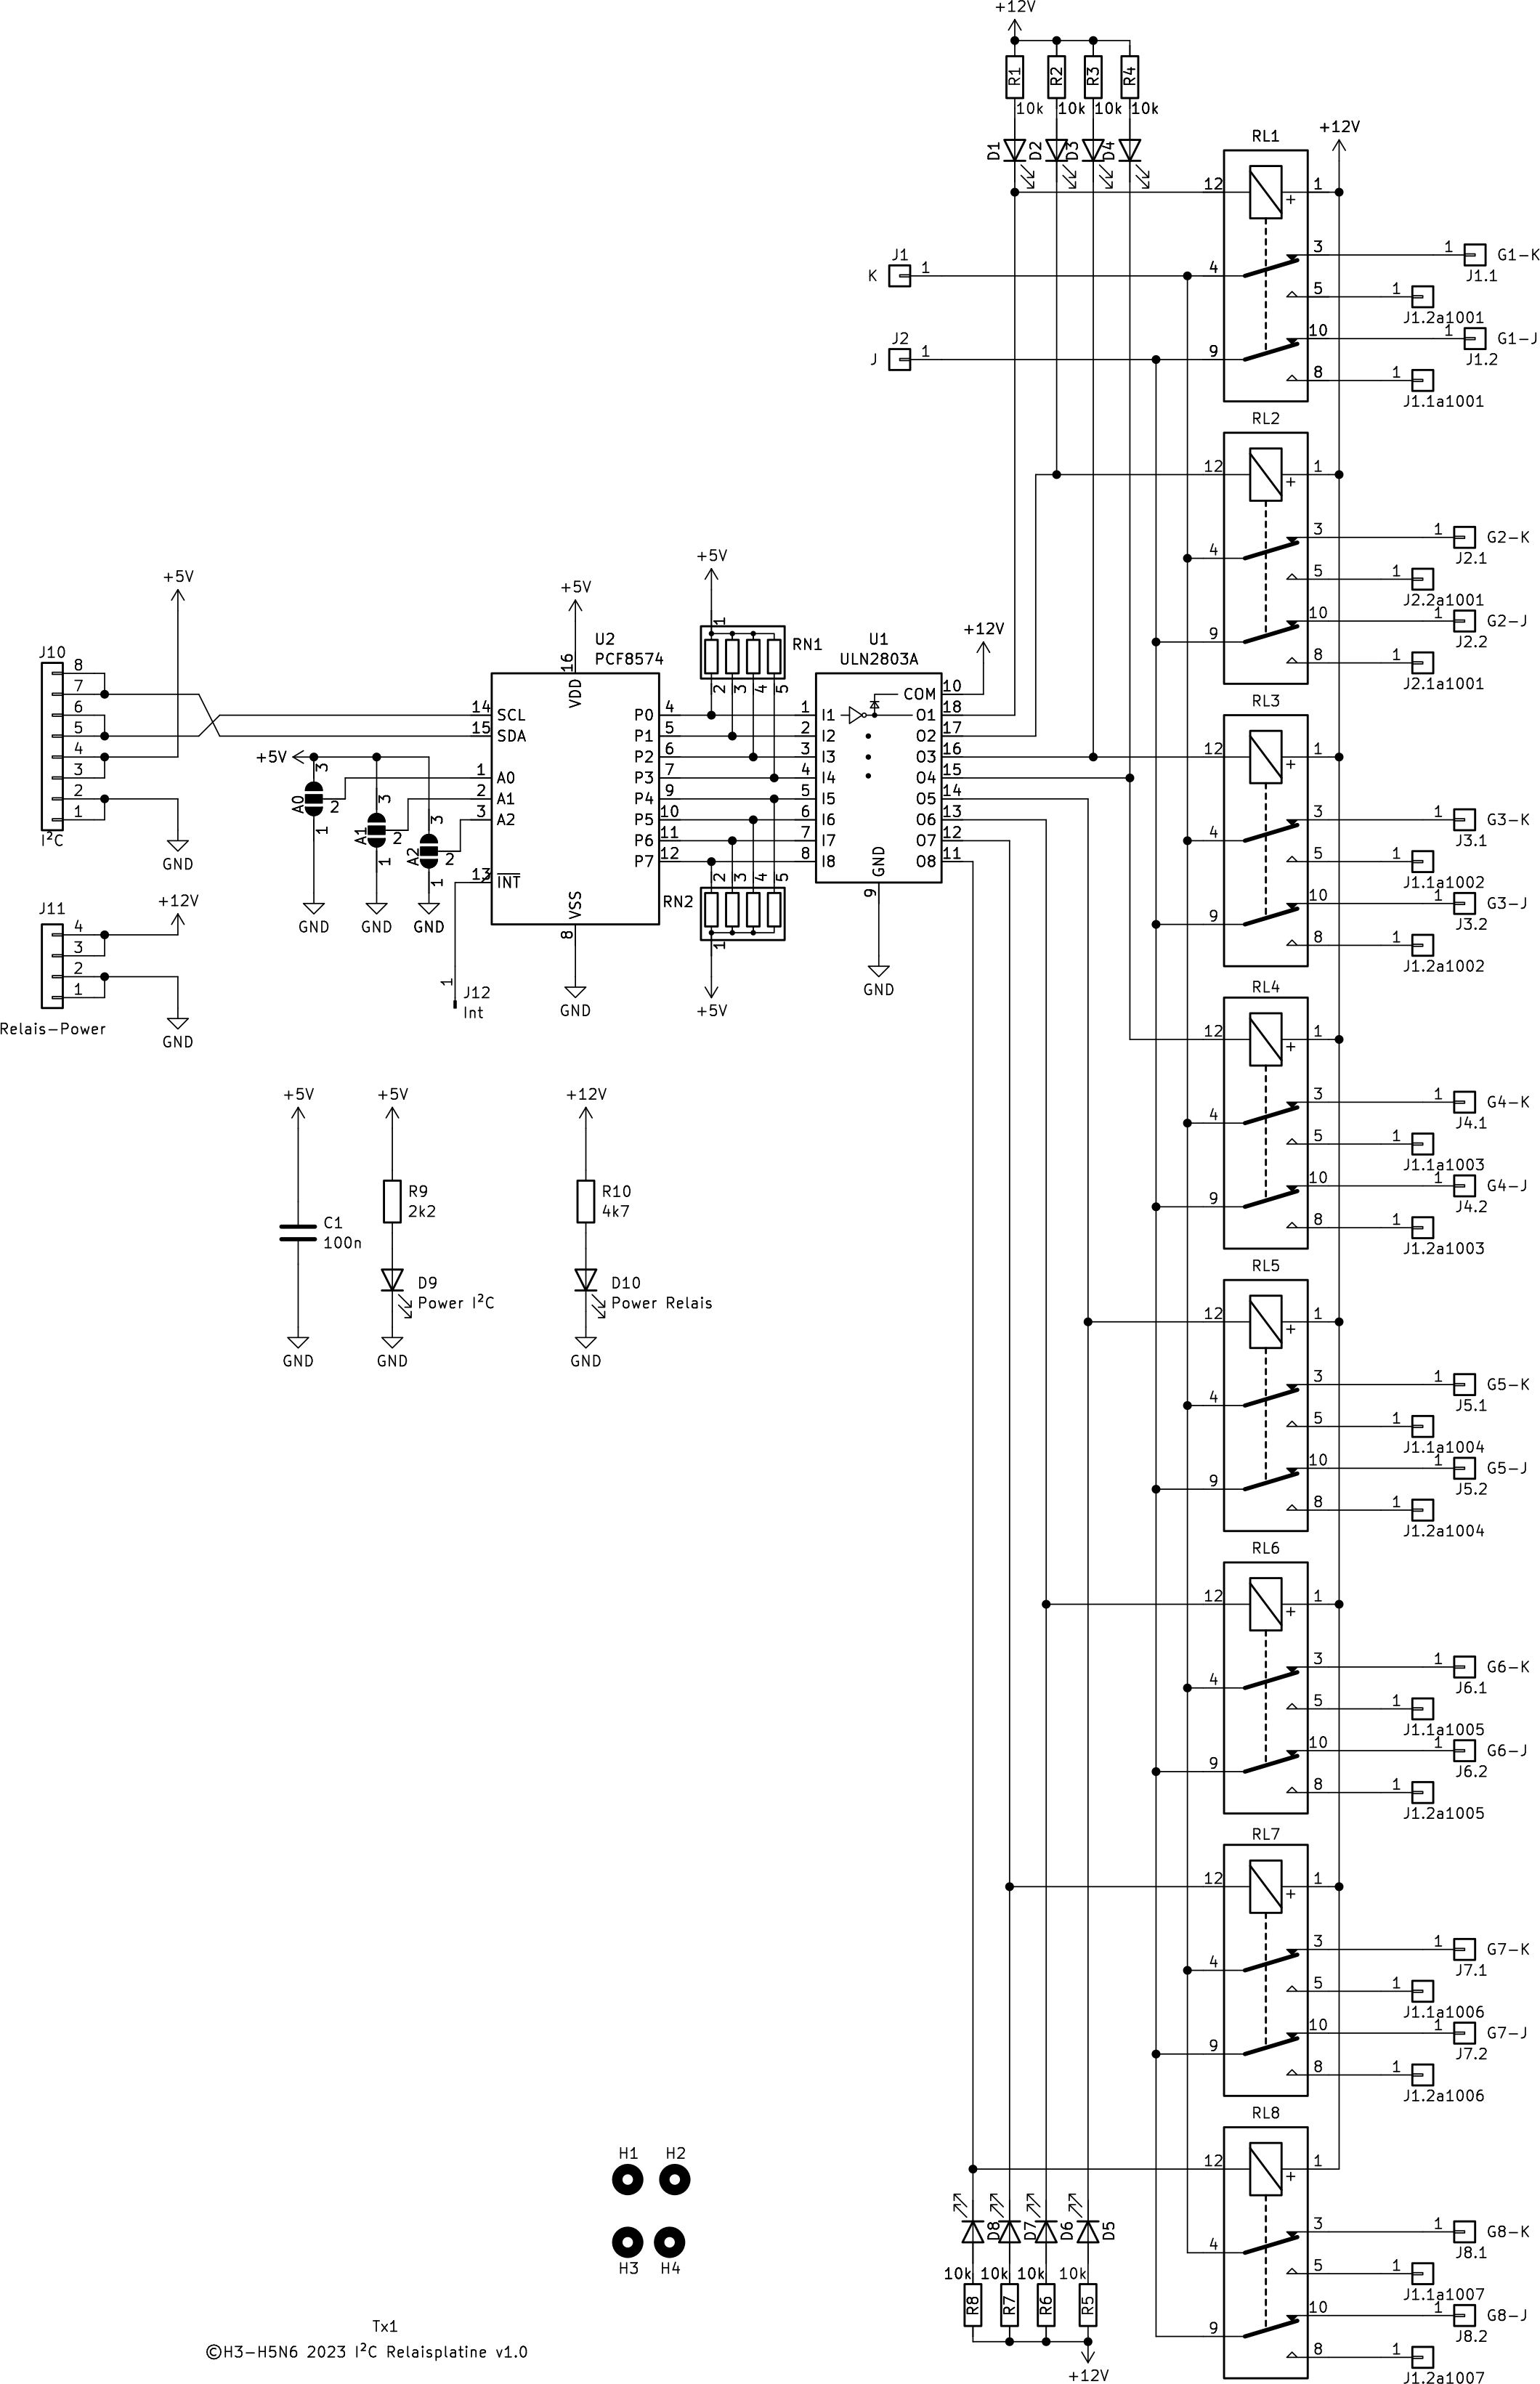 +12V
R1 R2 R3 R4
10k 10k 10k 10k
D1 D2 D3 D4
RL1
+12V
12 1
+
J1
K 1
4 3 1 G1-K
J1.1
5 1
J1.2a1001
J2
J 1
9 10 1 G1-J
J1.2
8 1
J1.1a1001
RL2
12 1
+
4 3 1 G2-K
J2.1
5 1
J2.2a1001
9 10 1 G2-J
J2.2
8 1
J2.1a1001
RL3
12 1
+
4 3 1 G3-K
J3.1
5 1
J1.1a1002
9 10 1 G3-J
J3.2
8 1
J1.2a1002
RL4
12 1
+
4 3 1 G4-K
J4.1
5 1
J1.1a1003
9 10 1 G4-J
J4.2
8 1
J1.2a1003
RL5
12 1
+
4 3 1 G5-K
J5.1
5 1
J1.1a1004
9 10 1 G5-J
J5.2
8 1
J1.2a1004
RL6
12 1
+
4 3 1 G6-K
J6.1
5 1
J1.1a1005
9 10 1 G6-J
J6.2
8 1
J1.2a1005
RL7
12 1
+
4 3 1 G7-K
J7.1
5 1
J1.1a1006
9 10 1 G7-J
J7.2
8 1
J1.2a1006
RL8
12 1
+
4 3 1 G8-K
J8.1
5 1
J1.1a1007
9 10 1 G8-J
J8.2
8 1
J1.2a1007
+5V
J10
8
7
6
5
4
3
2
1
I²C
GND
J11
+12V
4
3
2
1
Relais-Power
GND
+5V
3 A0 2 1
3 A1 2 1
3 A2 2 1
GND GND GND
+5V
U2
PCF8574
16
VDD
14 SCL
15 SDA
1 A0
2 A1
3 A2
13 INT
P0 4
P1 5
P2 6
P3 7
P4 9
P5 10
P6 11
P7 12
VSS
8
GND
1
J12
Int
+5V
1
RN1
2 3 4 5
2 3 4 5
RN2
1
+5V
U1
ULN2803A
+12V
COM 10
1 I1 O1 18
2 I2 O2 17
3 I3 O3 16
4 I4 O4 15
5 I5 O5 14
6 I6 O6 13
7 I7 O7 12
8 I8 O8 11
GND
9
GND
+5V
C1
100n
GND
+5V
R9
2k2
D9
Power I²C
GND
+12V
R10
4k7
D10
Power Relais
GND
D8 D7 D6 D5
10k 10k 10k 10k
R8 R7 R6 R5
+12V
H1 H2
H3 H4
Tx1
©H3-H5N6 2023 I²C Relaisplatine v1.0